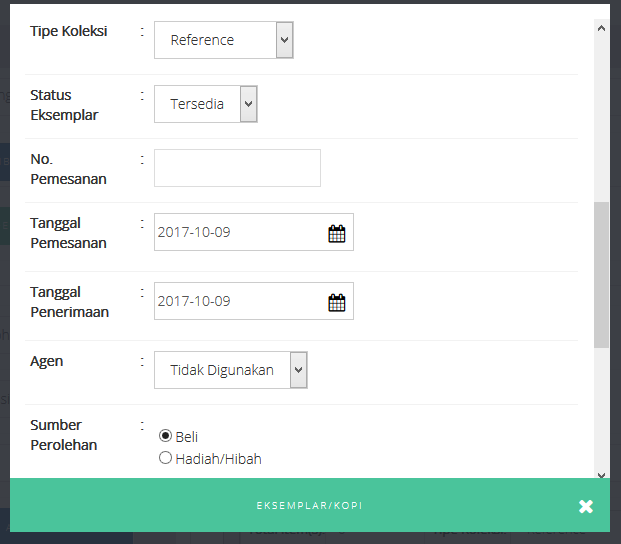 Tipe Koleksi : Reference
Status : Tersedia
Eksemplar
No. :
Pemesanan
Tanggal : 2017-10-09
Pemesanan
Tanggal : 2017-10-09
Penerimaan
Agen : Tidak Digunakan
Sumber :
Perolehan
Beli
Hadiah/Hibah
EKSEMPLAR/KOPI